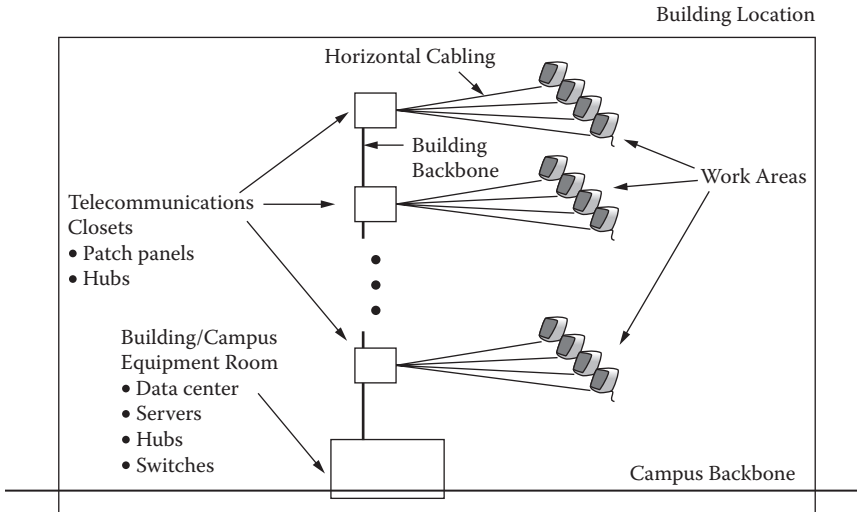 Building Location
Horizontal Cabling
Building
Backbone
Work Areas
Telecommunications
Closets
• Patch panels
• Hubs
Building/Campus
Equipment Room
• Data center
• Servers
• Hubs
• Switches
Campus Backbone